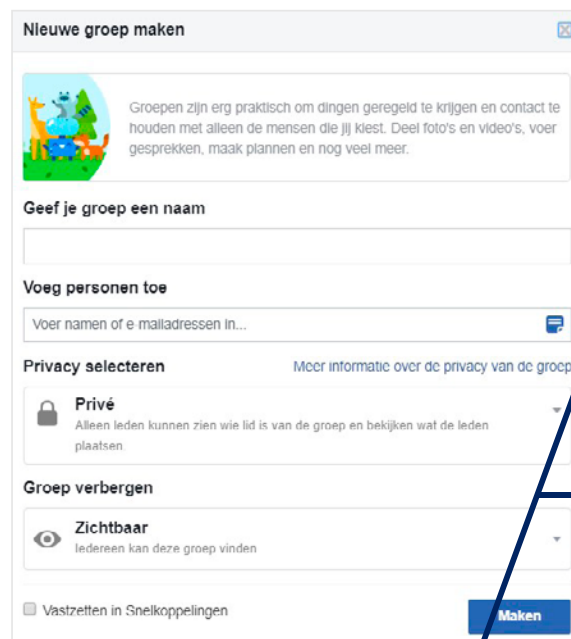 Nieuwe groep maken
Groepen zijn erg praktisch om dingen geregeld te krijgen en contact te
houden met alleen de mensen die jij kiest. Deel foto's en video's, voer
gesprekken, maak plannen en nog veel meer.
Geef je groep een naam
Voeg personen toe
Voer namen of e-mailadressen in...
Privacy selecteren Meer informatie over de privacy van de groep
Privé
Alleen leden kunnen zien wie lid is van de groep en bekijken wat de leden
plaatsen.
Groep verbergen
Zichtbaar
Iedereen kan deze groep vinden
Vastzetten in Snelkoppelingen
Maken